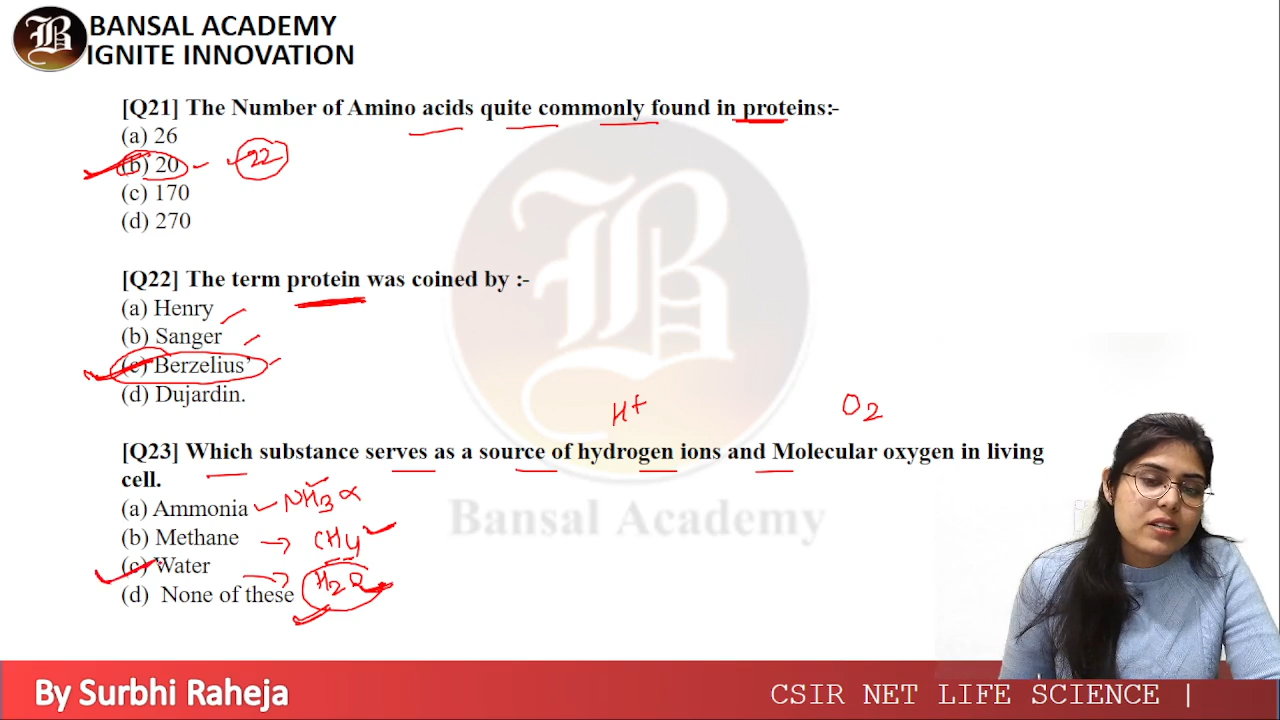 BANSAL ACADEMY
IGNITE INNOVATION
[Q21] The Number of Amino acids quite commonly found in proteins:-
(a) 26
(b) 20 22
(c) 170
(d) 270
[Q22] The term protein was coined by :-
(a) Henry
(b) Sanger
(c) Berzelius’
(d) Dujardin.
H+ O2
[Q23] Which substance serves as a source of hydrogen ions and Molecular oxygen in living
cell.
(a) Ammonia NH3
(b) Methane → CH4
(c) Water → H2O
(d) None of these
Bansal Academy
By Surbhi Raheja
CSIR NET LIFE SCIENCE |